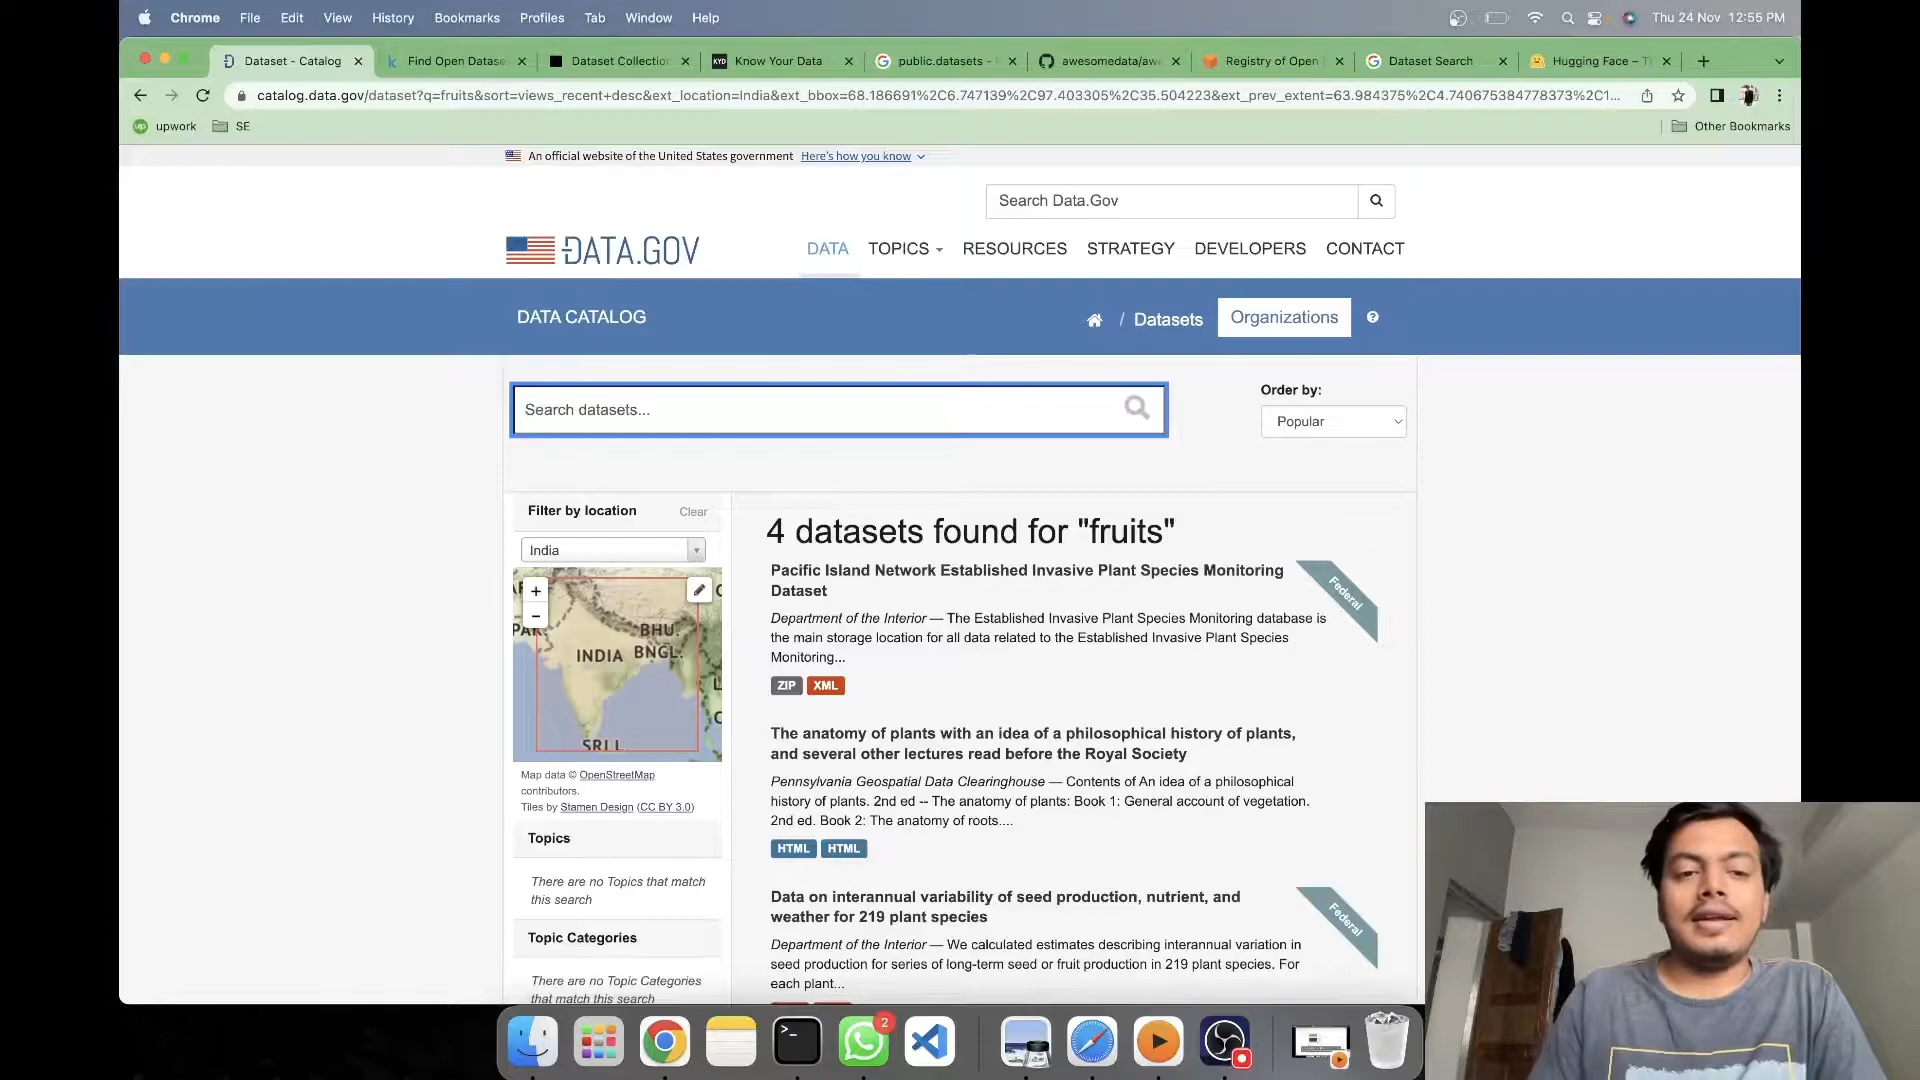 Chrome File Edit View History Bookmarks Profiles Tab Window Help Thu 24 Nov 12:55 PM
Dataset - Catalog Find Open Datase Dataset Collection Know Your Data public.datasets - awesomedata/awe Registry of Open Dataset Search Hugging Face –
catalog.data.gov/dataset?q=fruits&sort=views_recent+desc&ext_location=India&ext_bbox=68.186691%2C6.747139%2C97.403305%2C35.504223&ext_prev_extent=63.984375%2C4.740675384778373%2C1...
upwork SE Other Bookmarks
An official website of the United States government Here's how you know
Search Data.Gov
DATA.GOV DATA TOPICS RESOURCES STRATEGY DEVELOPERS CONTACT
DATA CATALOG / Datasets Organizations
Search datasets...
Order by:
Popular
Filter by location Clear
India
+
−
PAK.
BHU.
INDIA
BNGL.
SRI L
Map data © OpenStreetMap
contributors.
Tiles by Stamen Design (CC BY 3.0)
Topics
There are no Topics that match
this search
Topic Categories
There are no Topic Categories
that match this search
4 datasets found for "fruits"
Pacific Island Network Established Invasive Plant Species Monitoring
Dataset
Federal
Department of the Interior — The Established Invasive Plant Species Monitoring database is
the main storage location for all data related to the Established Invasive Plant Species
Monitoring...
ZIP XML
The anatomy of plants with an idea of a philosophical history of plants,
and several other lectures read before the Royal Society
Pennsylvania Geospatial Data Clearinghouse — Contents of An idea of a philosophical
history of plants. 2nd ed -- The anatomy of plants: Book 1: General account of vegetation.
2nd ed. Book 2: The anatomy of roots....
HTML HTML
Data on interannual variability of seed production, nutrient, and
weather for 219 plant species
Federal
Department of the Interior — We calculated estimates describing interannual variation in
seed production for series of long-term seed or fruit production in 219 plant species. For
each plant...
2